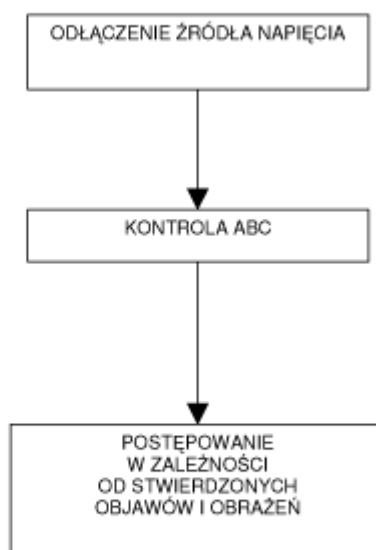 ODŁĄCZENIE ŹRÓDŁA NAPIĘCIA
KONTROLA ABC
POSTĘPOWANIE
W ZALEŻNOŚCI
OD STWIERDZONYCH
OBJAWÓW I OBRAŻEŃ